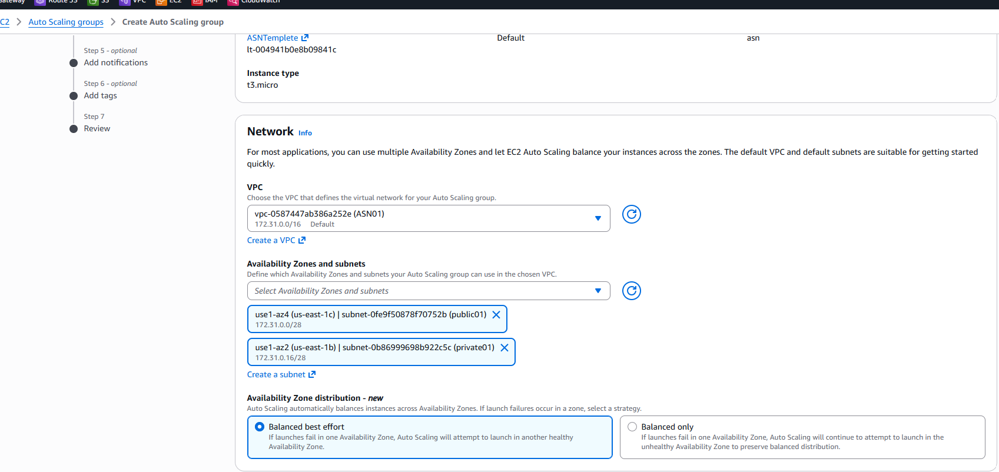 Gateway Route 53 S3 VPC EC2 IAM CloudWatch
C2 > Auto Scaling groups > Create Auto Scaling group
Step 5 - optional
Add notifications
Step 6 - optional
Add tags
Step 7
Review
ASNTemplete
Default
asn
lt-004941b0e8b09841c
Instance type
t3.micro
Network Info
For most applications, you can use multiple Availability Zones and let EC2 Auto Scaling balance your instances across the zones. The default VPC and default subnets are suitable for getting started
quickly.
VPC
Choose the VPC that defines the virtual network for your Auto Scaling group.
vpc-0587447ab386a252e (ASN01)
172.31.0.0/16 Default
Create a VPC
Availability Zones and subnets
Define which Availability Zones and subnets your Auto Scaling group can use in the chosen VPC.
Select Availability Zones and subnets
use1-az4 (us-east-1c) | subnet-0fe9f50878f70752b (public01)
172.31.0.0/28
use1-az2 (us-east-1b) | subnet-0b86999698b922c5c (private01)
172.31.0.16/28
Create a subnet
Availability Zone distribution - new
Auto Scaling automatically balances instances across Availability Zones. If launch failures occur in a zone, select a strategy.
Balanced best effort
If launches fail in one Availability Zone, Auto Scaling will attempt to launch in another healthy
Availability Zone.
Balanced only
If launches fail in one Availability Zone, Auto Scaling will continue to attempt to launch in the
unhealthy Availability Zone to preserve balanced distribution.